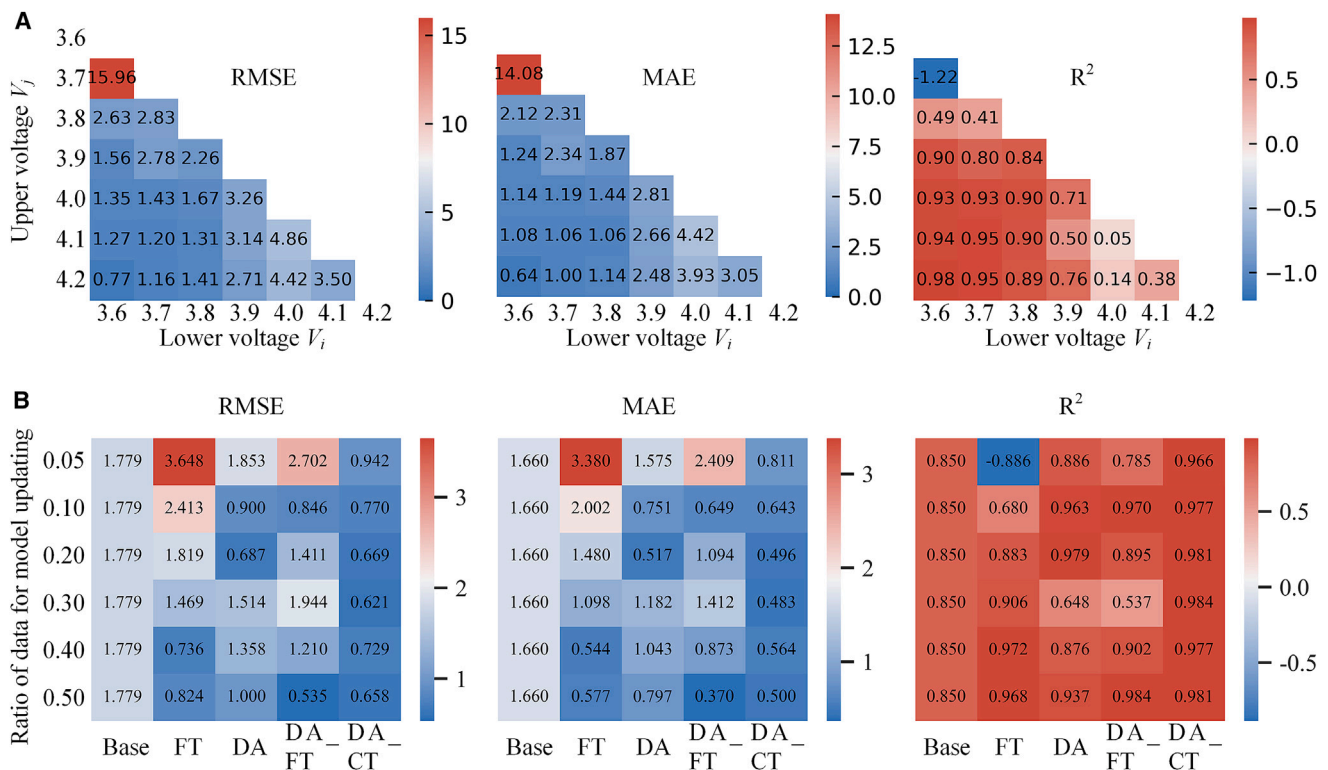 A
RMSE
MAE
R²
Upper voltage Vj
3.6
3.7 15.96
3.8 2.63 2.83
3.9 1.56 2.78 2.26
4.0 1.35 1.43 1.67 3.26
4.1 1.27 1.20 1.31 3.14 4.86
4.2 0.77 1.16 1.41 2.71 4.42 3.50
3.6 3.7 3.8 3.9 4.0 4.1 4.2
Lower voltage Vi
15
10
5
0
14.08
2.12 2.31
1.24 2.34 1.87
1.14 1.19 1.44 2.81
1.08 1.06 1.06 2.66 4.42
0.64 1.00 1.14 2.48 3.93 3.05
3.6 3.7 3.8 3.9 4.0 4.1 4.2
Lower voltage Vi
12.5
10.0
7.5
5.0
2.5
0.0
-1.22
0.49 0.41
0.90 0.80 0.84
0.93 0.93 0.90 0.71
0.94 0.95 0.90 0.50 0.05
0.98 0.95 0.89 0.76 0.14 0.38
3.6 3.7 3.8 3.9 4.0 4.1 4.2
Lower voltage Vi
0.5
0.0
−0.5
−1.0
B
RMSE
MAE
R²
Ratio of data for model updating
0.05 1.779 3.648 1.853 2.702 0.942
0.10 1.779 2.413 0.900 0.846 0.770
0.20 1.779 1.819 0.687 1.411 0.669
0.30 1.779 1.469 1.514 1.944 0.621
0.40 1.779 0.736 1.358 1.210 0.729
0.50 1.779 0.824 1.000 0.535 0.658
Base FT DA DA–FT DA–CT
3
2
1
1.660 3.380 1.575 2.409 0.811
1.660 2.002 0.751 0.649 0.643
1.660 1.480 0.517 1.094 0.496
1.660 1.098 1.182 1.412 0.483
1.660 0.544 1.043 0.873 0.564
1.660 0.577 0.797 0.370 0.500
Base FT DA DA–FT DA–CT
3
2
1
0.850 -0.886 0.886 0.785 0.966
0.850 0.680 0.963 0.970 0.977
0.850 0.883 0.979 0.895 0.981
0.850 0.906 0.648 0.537 0.984
0.850 0.972 0.876 0.902 0.977
0.850 0.968 0.937 0.984 0.981
Base FT DA DA–FT DA–CT
0.5
0.0
-0.5